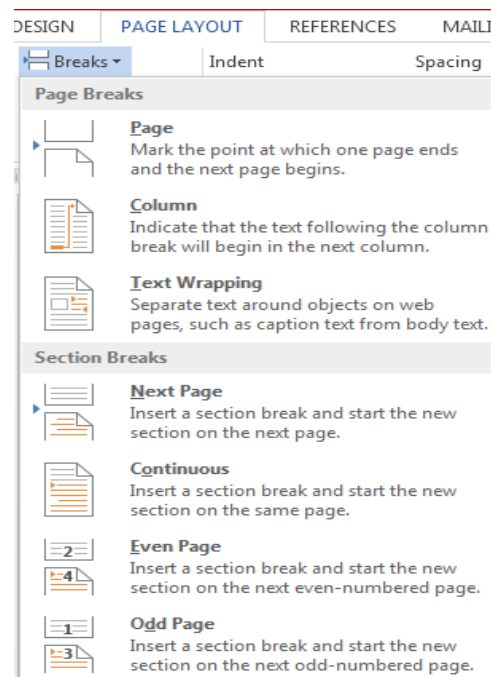 DESIGN PAGE LAYOUT REFERENCES
Breaks Indent Spacing
Page Breaks
Page
Mark the point at which one page ends
and the next page begins.
Column
Indicate that the text following the column
break will begin in the next column.
Text Wrapping
Separate text around objects on web
pages, such as caption text from body text.
Section Breaks
Next Page
Insert a section break and start the new
section on the next page.
Continuous
Insert a section break and start the new
section on the same page.
2
Even Page
4
Insert a section break and start the new
section on the next even-numbered page.
1
Odd Page
3
Insert a section break and start the new
section on the next odd-numbered page.